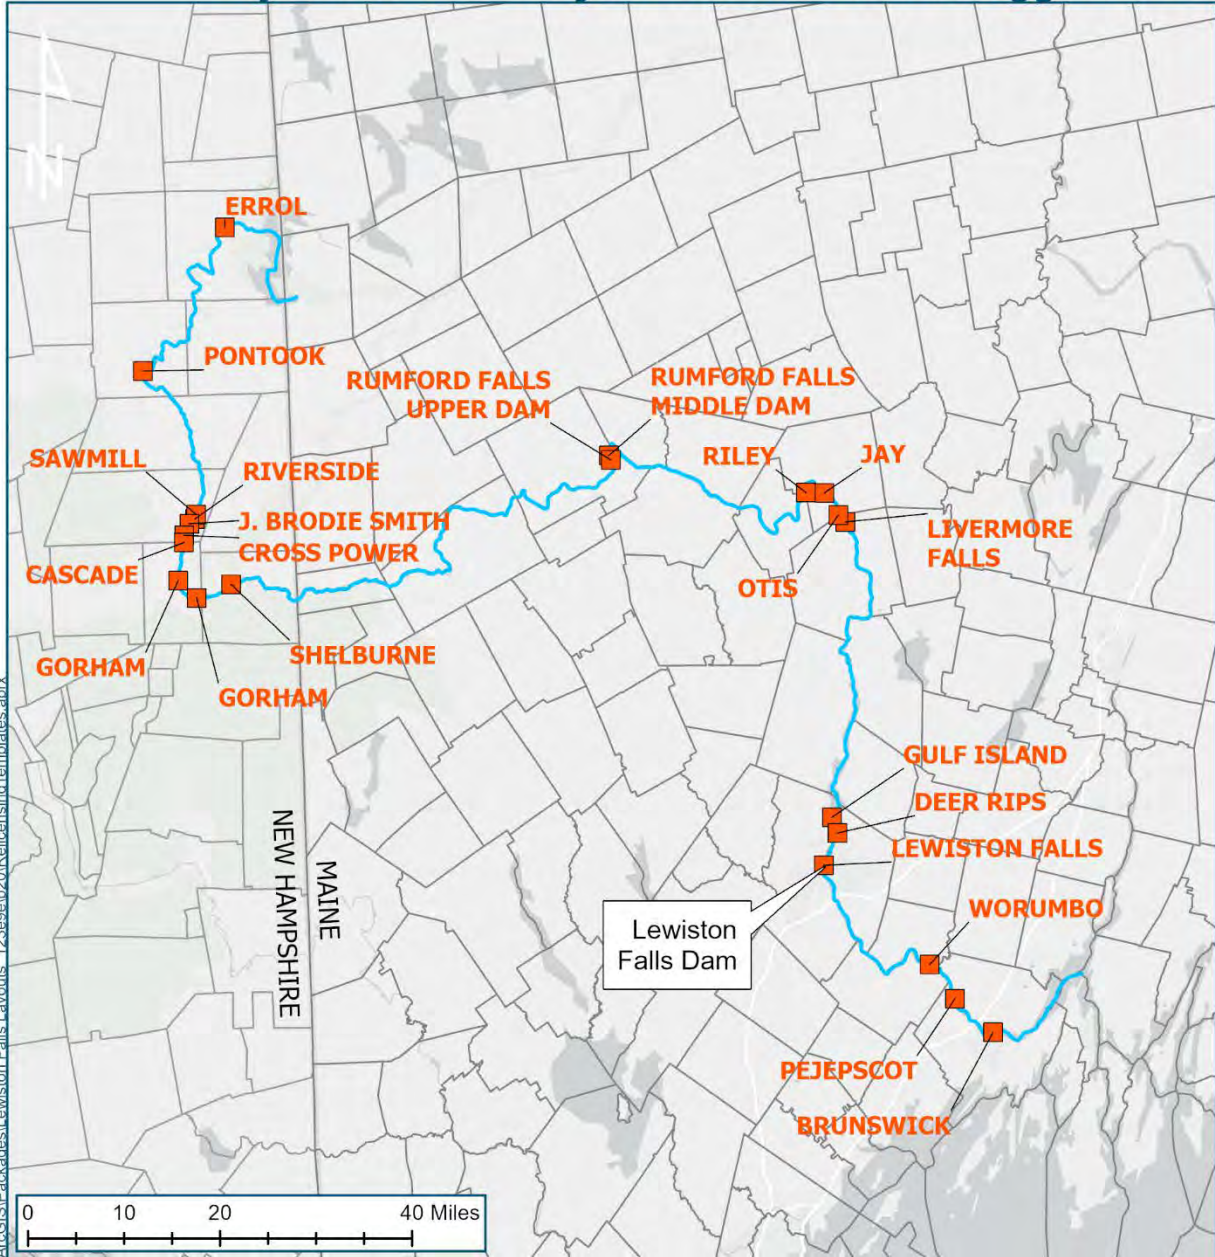 N
ERROL
PONTOOK
RUMFORD FALLS
UPPER DAM
RUMFORD FALLS
MIDDLE DAM
SAWMILL
RIVERSIDE
RILEY
JAY
J. BRODIE SMITH
CROSS POWER
LIVERMORE
FALLS
CASCADE
OTIS
GORHAM
SHELBURNE
GORHAM
GULF ISLAND
DEER RIPS
LEWISTON FALLS
NEW HAMPSHIRE
MAINE
WORUMBO
Lewiston
Falls Dam
PEJEPSCOT
BRUNSWICK
0 10 20 40 Miles